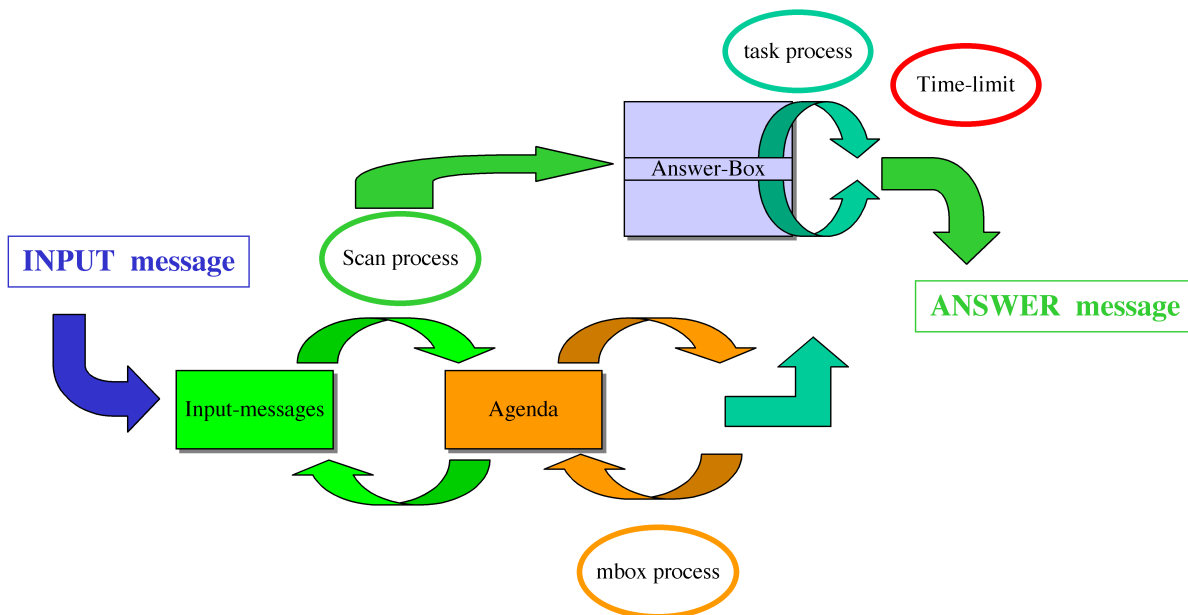 task process
Time-limit
Answer-Box
INPUT  message
Scan process
ANSWER  message
Input-messages
Agenda
mbox process